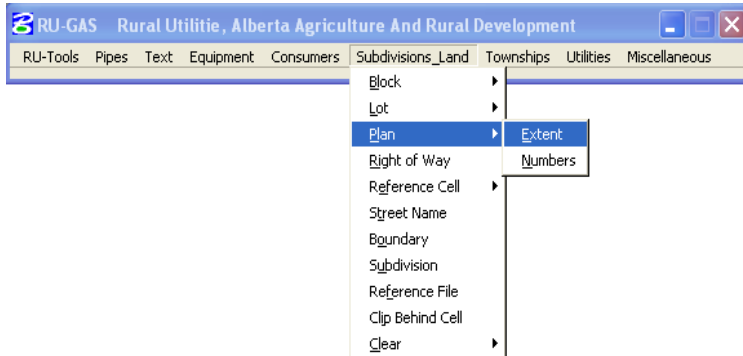 RU-GAS Rural Utilitie, Alberta Agriculture And Rural Development
RU-Tools Pipes Text Equipment Consumers Subdivisions_Land Townships Utilities Miscellaneous
Block
Lot
Plan Extent
Right of Way Numbers
Reference Cell
Street Name
Boundary
Subdivision
Reference File
Clip Behind Cell
Clear